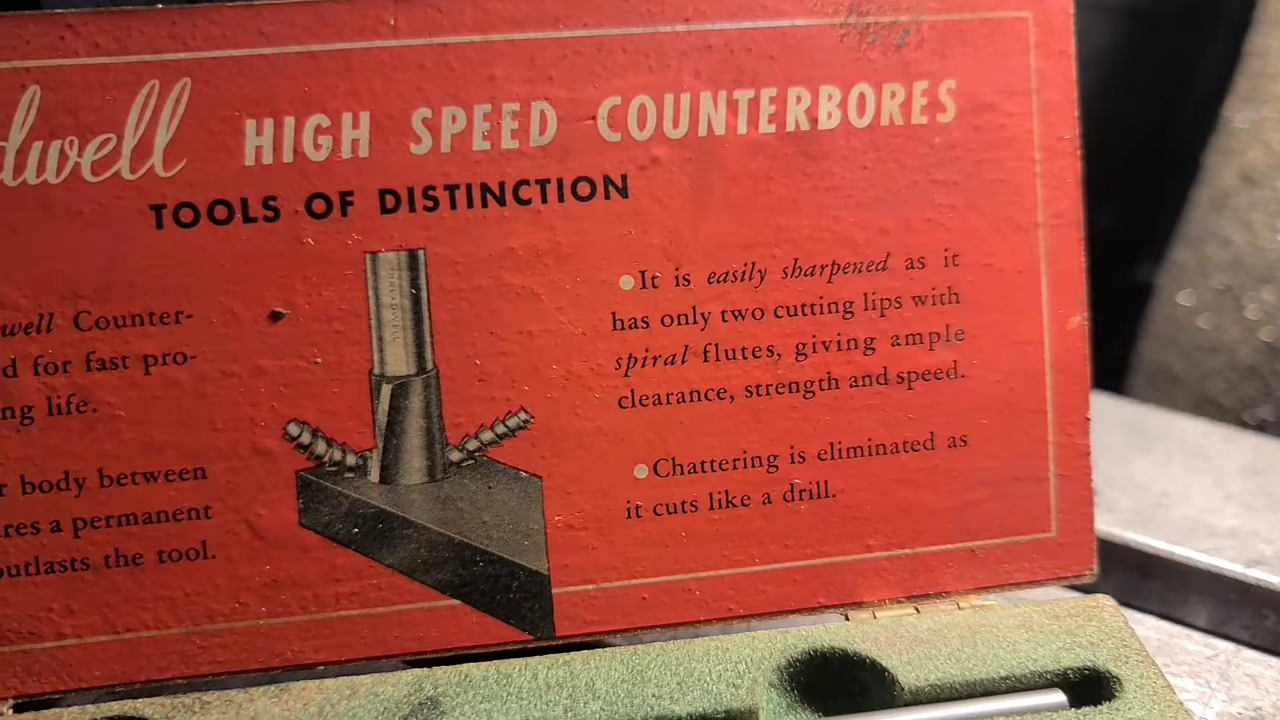 dwell HIGH SPEED COUNTERBORES
TOOLS OF DISTINCTION
well Counter-
d for fast pro-
ng life.
r body between
res a permanent
outlasts the tool.
THREADWELL
It is easily sharpened as it
has only two cutting lips with
spiral flutes, giving ample
clearance, strength and speed.
Chattering is eliminated as
it cuts like a drill.